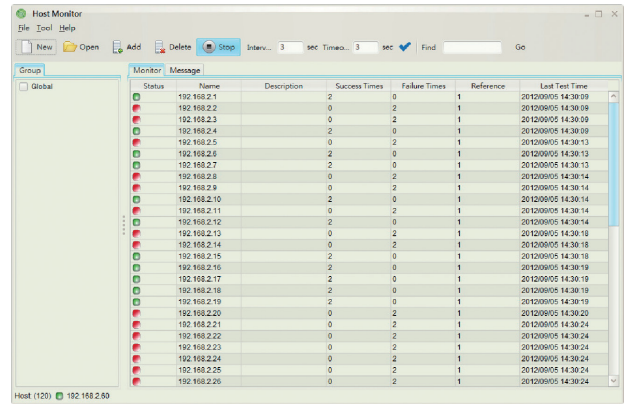 Host Monitor
File Tool Help
New Open Add Delete Stop Interv... 3 sec Timeo... 3 sec Find Go
Group Monitor Message
Global
Status Name Description Success Times Failure Times Reference Last Test Time
192.168.2.1 2 0 1 2012/09/05 14:30:09
192.168.2.2 0 2 1 2012/09/05 14:30:09
192.168.2.3 0 2 1 2012/09/05 14:30:09
192.168.2.4 2 0 1 2012/09/05 14:30:09
192.168.2.5 0 2 1 2012/09/05 14:30:13
192.168.2.6 2 0 1 2012/09/05 14:30:13
192.168.2.7 2 0 1 2012/09/05 14:30:13
192.168.2.8 0 2 1 2012/09/05 14:30:14
192.168.2.9 0 2 1 2012/09/05 14:30:14
192.168.2.10 2 0 1 2012/09/05 14:30:14
192.168.2.11 0 2 1 2012/09/05 14:30:14
192.168.2.12 2 0 1 2012/09/05 14:30:14
192.168.2.13 0 2 1 2012/09/05 14:30:18
192.168.2.14 0 2 1 2012/09/05 14:30:18
192.168.2.15 2 0 1 2012/09/05 14:30:18
192.168.2.16 2 0 1 2012/09/05 14:30:19
192.168.2.17 2 0 1 2012/09/05 14:30:19
192.168.2.18 2 0 1 2012/09/05 14:30:19
192.168.2.19 2 0 1 2012/09/05 14:30:19
192.168.2.20 0 2 1 2012/09/05 14:30:20
192.168.2.21 0 2 1 2012/09/05 14:30:24
192.168.2.22 0 2 1 2012/09/05 14:30:24
192.168.2.23 0 2 1 2012/09/05 14:30:24
192.168.2.24 0 2 1 2012/09/05 14:30:24
192.168.2.25 0 2 1 2012/09/05 14:30:24
192.168.2.26 0 2 1 2012/09/05 14:30:24
Host: (120) 192.168.2.60